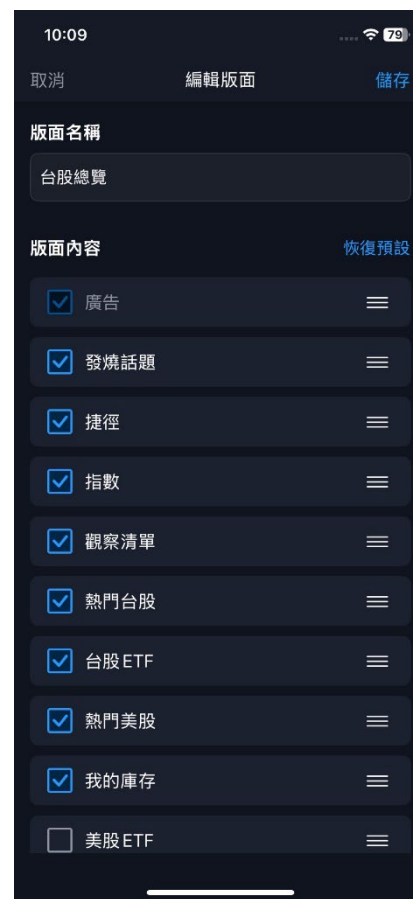 10:09
79
取消
編輯版面
儲存
版面名稱
台股總覽
版面內容
恢復預設
廣告
發燒話題
捷徑
指數
觀察清單
熱門台股
台股ETF
熱門美股
我的庫存
美股ETF